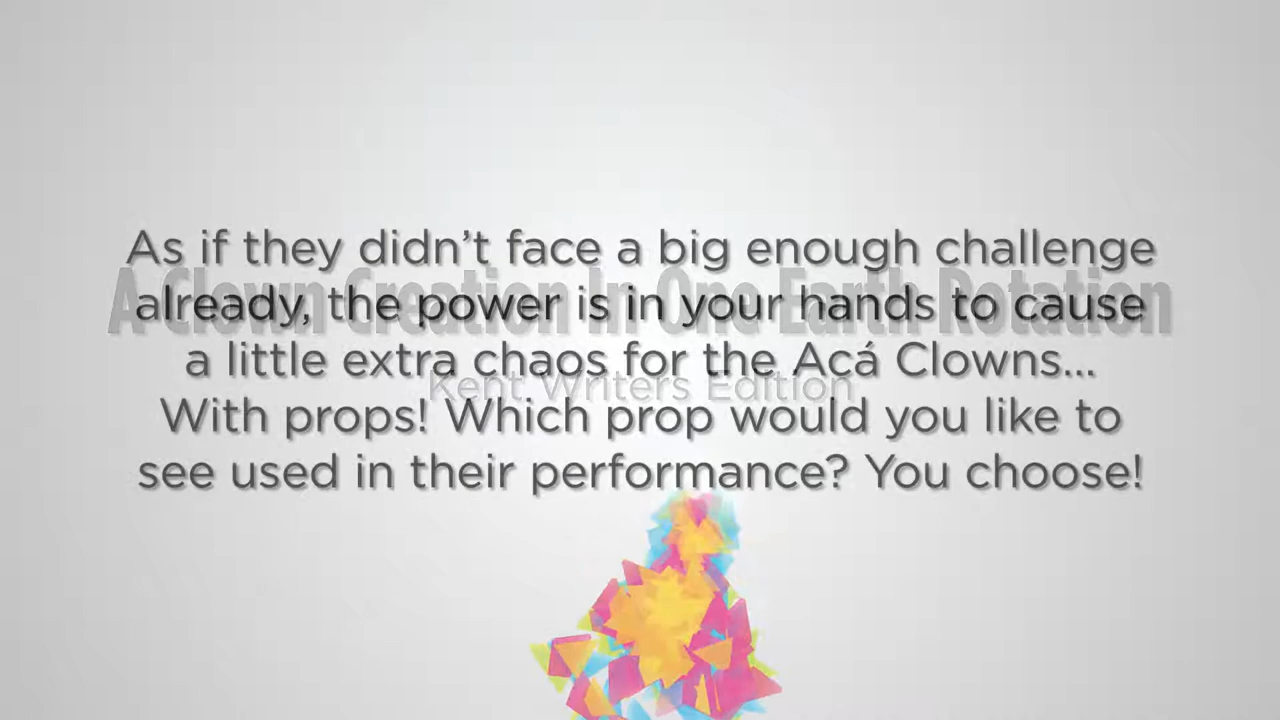 As if they didn't face a big enough challenge
A Clown Creation In One Earth Rotation
already, the power is in your hands to cause
a little extra chaos for the Acá Clowns...
Kent Writers Edition
With props! Which prop would you like to
see used in their performance? You choose!